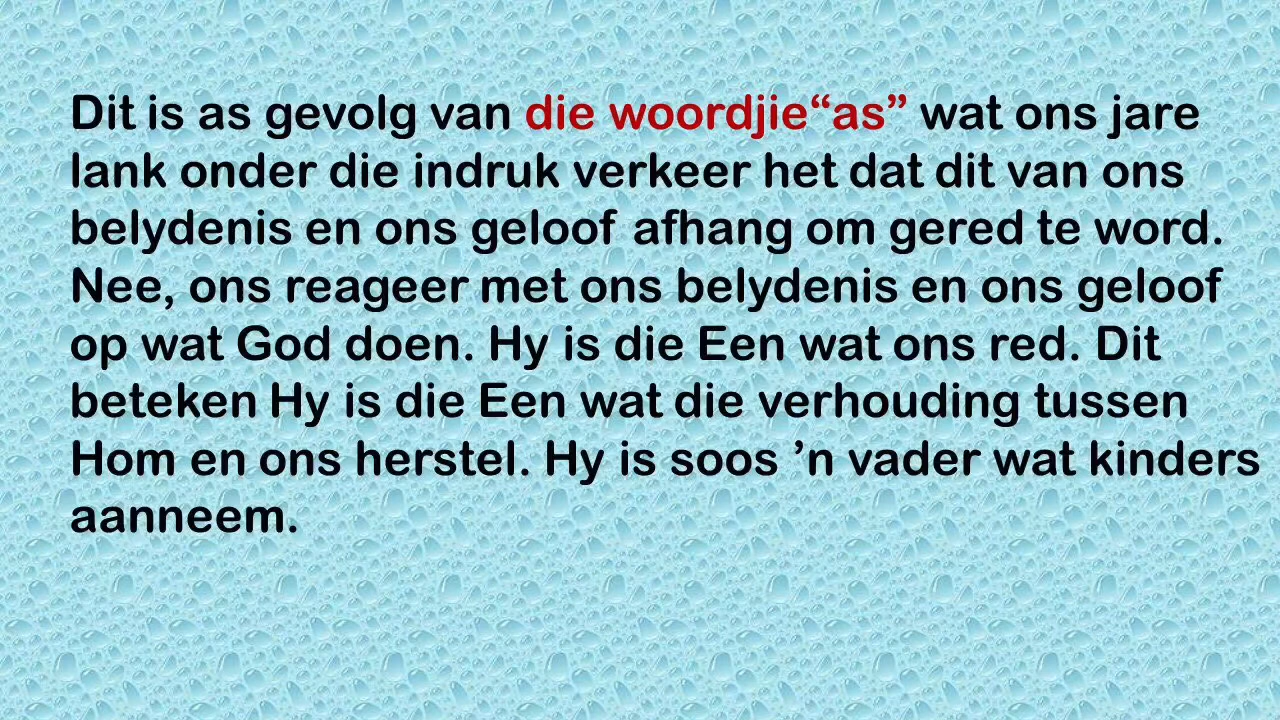 Dit is as gevolg van die woordjie“as” wat ons jare
lank onder die indruk verkeer het dat dit van ons
belydenis en ons geloof afhang om gered te word.
Nee, ons reageer met ons belydenis en ons geloof
op wat God doen. Hy is die Een wat ons red. Dit
beteken Hy is die Een wat die verhouding tussen
Hom en ons herstel. Hy is soos ’n vader wat kinders
aanneem.